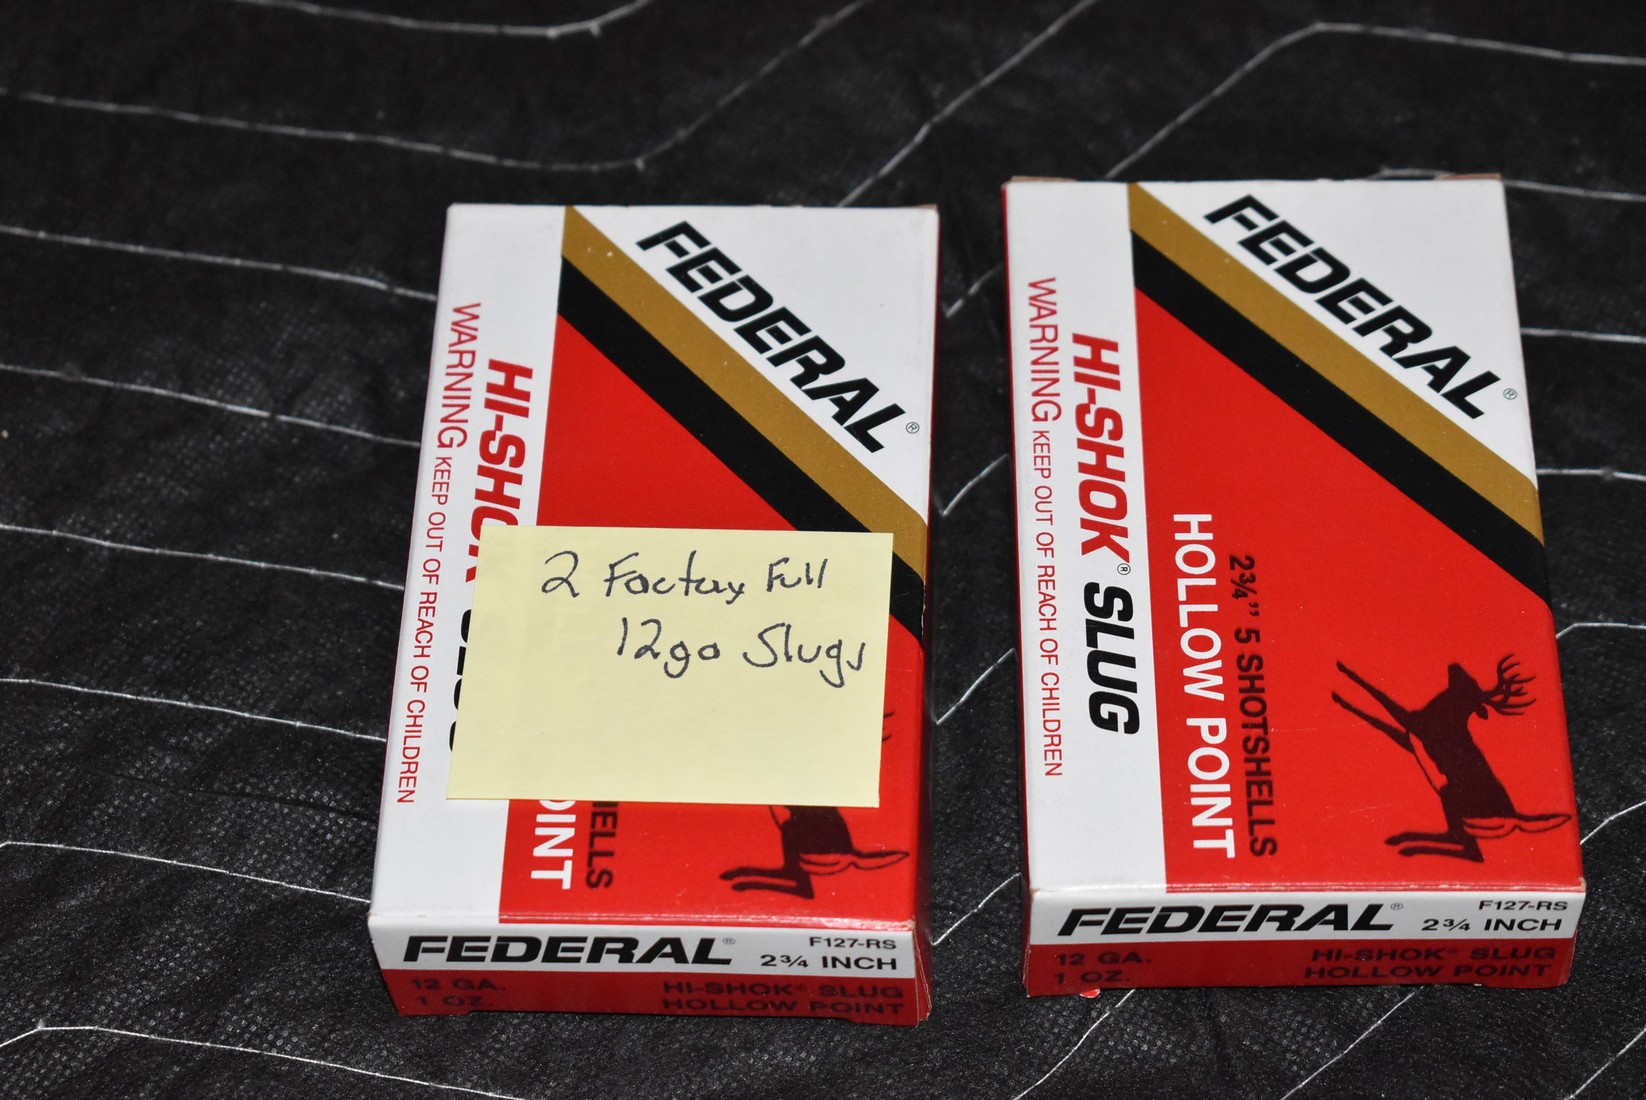 FEDERAL®
HI-SHOK
WARNING KEEP OUT OF REACH OF CHILDREN
2 Factory Full
12ga Slugs
FEDERAL®
F127-RS
2¾ INCH
12 GA.
1 OZ.
HI-SHOK® SLUG
HOLLOW POINT
FEDERAL®
HI-SHOK® SLUG
WARNING KEEP OUT OF REACH OF CHILDREN
2¾" 5 SHOTSHELLS
HOLLOW POINT
FEDERAL®
F127-RS
2¾ INCH
12 GA.
1 OZ.
HI-SHOK® SLUG
HOLLOW POINT